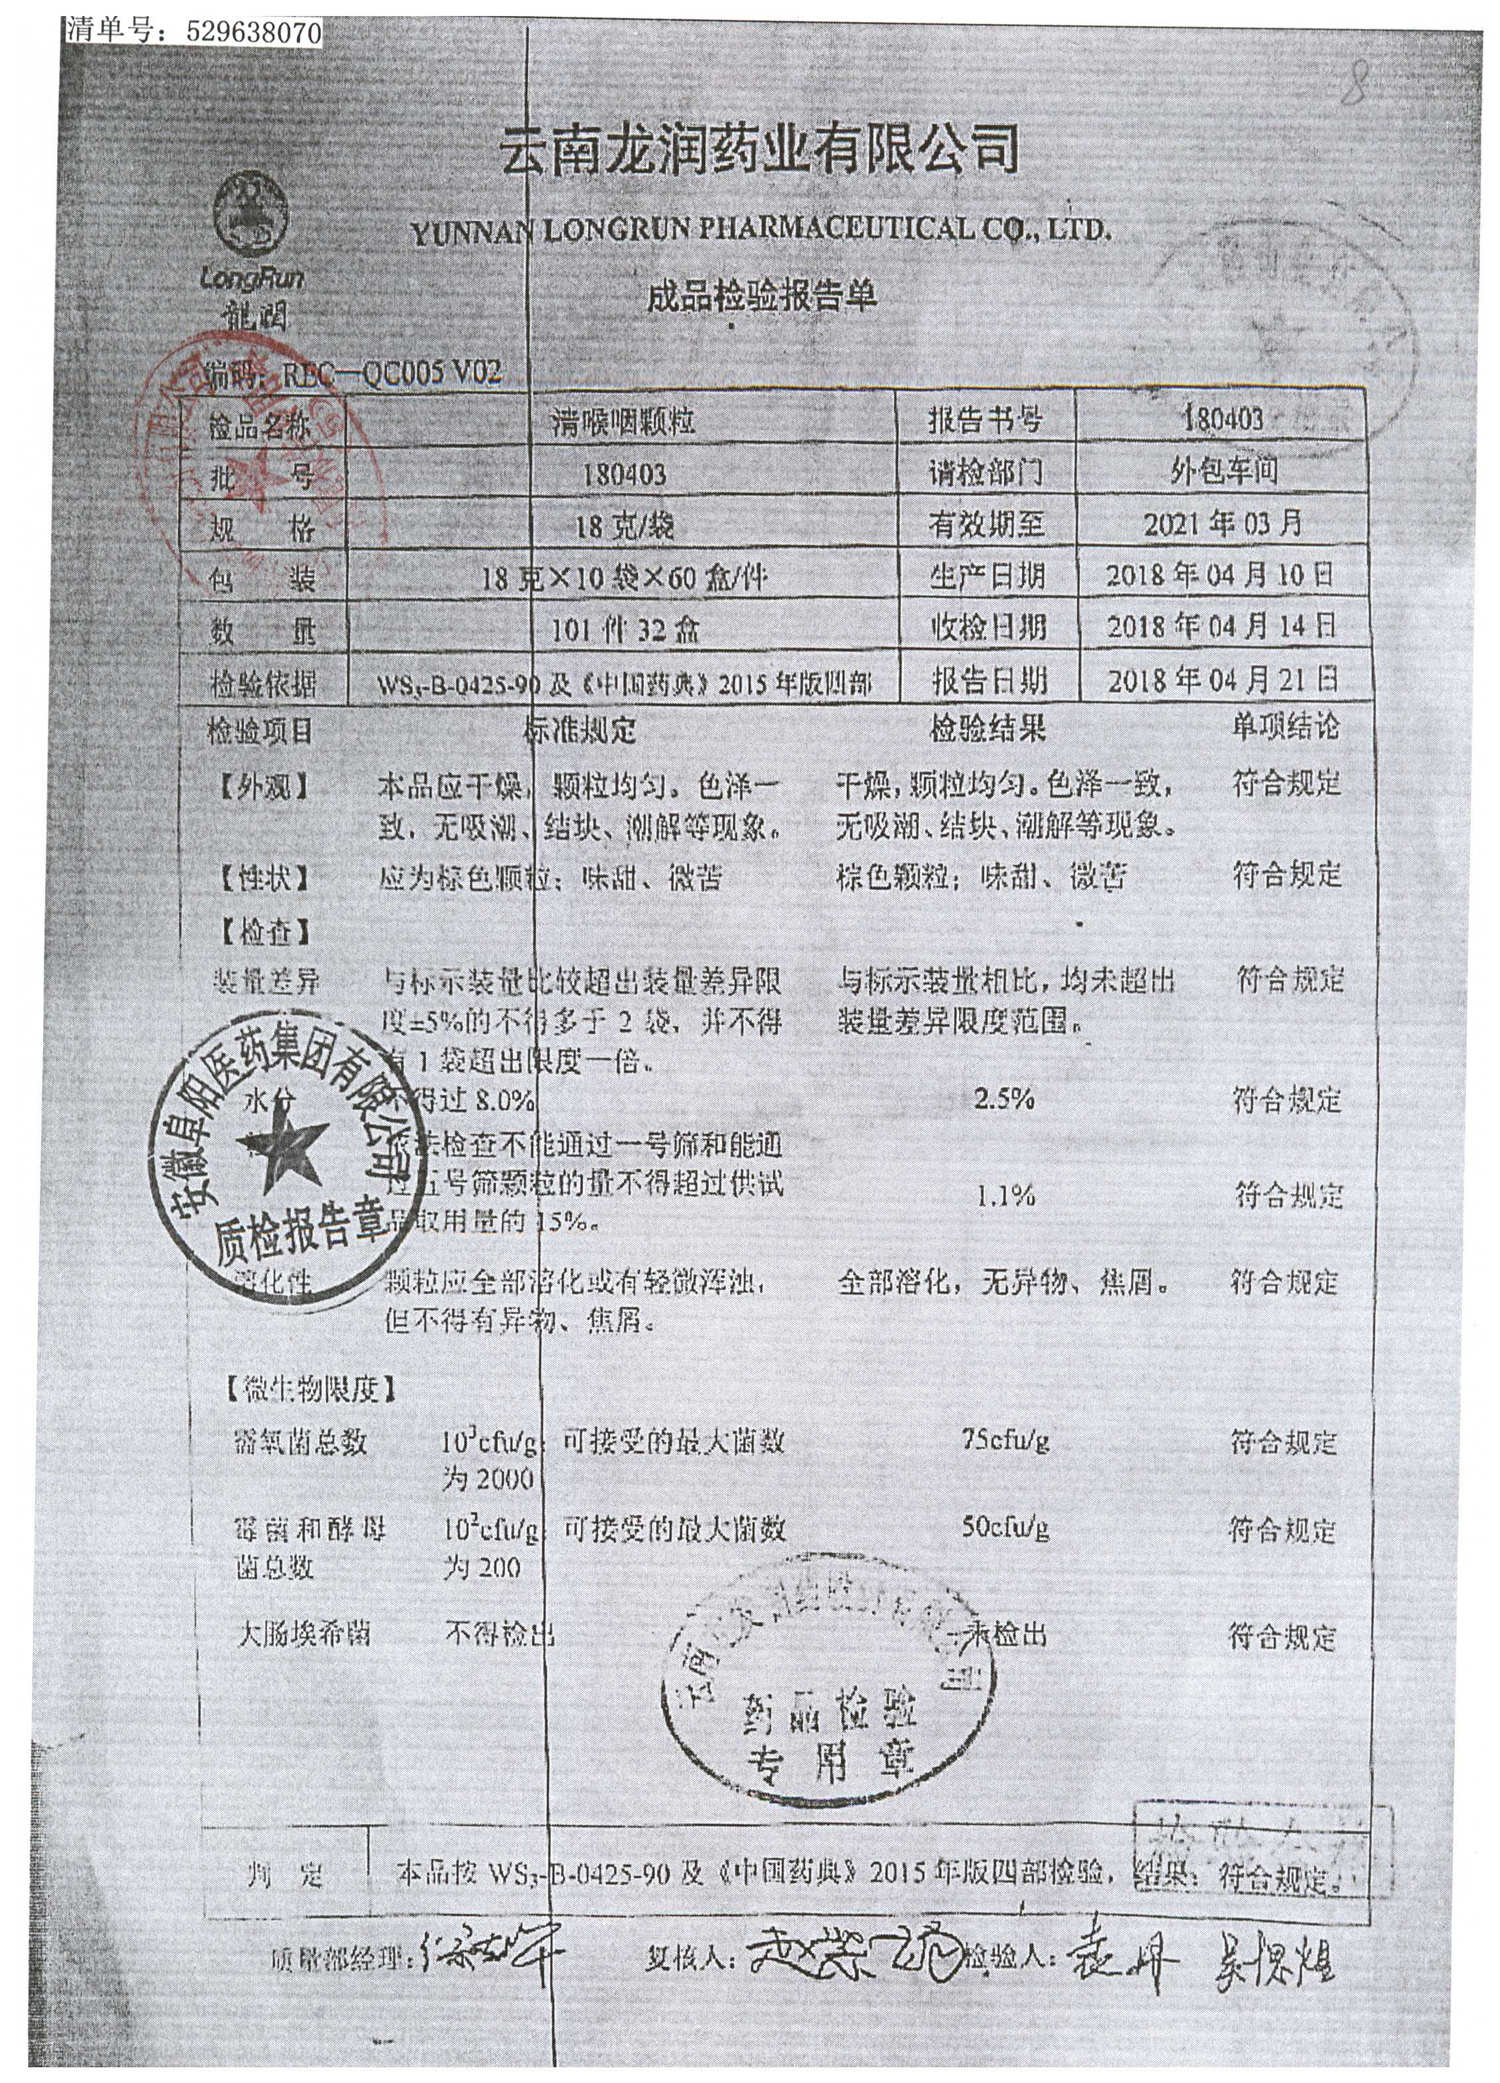 清单号：529638070
8
云南龙润药业有限公司
YUNNAN LONGRUN PHARMACEUTICAL CO., LTD.
LongRun
龍潤
成品检验报告单
编码：REC—QC005 V02
检品名称 清喉咽颗粒 报告书号 180403
批 号 180403 请检部门 外包车间
规 格 18克/袋 有效期至 2021年03月
包 装 18克×10袋×60盒/件 生产日期 2018年04月10日
数 量 101件32盒 收检日期 2018年04月14日
检验依据 WS₃-B-0425-90及《中国药典》2015年版四部 报告日期 2018年04月21日
检验项目 标准规定 检验结果 单项结论
【外观】 本品应干燥，颗粒均匀。色泽一 干燥，颗粒均匀。色泽一致， 符合规定
致，无吸潮、结块、潮解等现象。 无吸潮、结块、潮解等现象。
【性状】 应为棕色颗粒；味甜、微苦 棕色颗粒；味甜、微苦 符合规定
【检查】
装量差异 与标示装量比较超出装量差异限 与标示装量相比，均未超出 符合规定
度±5%的不得多于2袋，并不得 装量差异限度范围。
有1袋超出限度一倍。
水分 不得过8.0% 2.5% 符合规定
法检查不能通过一号筛和能通
过五号筛颗粒的量不得超过供试 1.1% 符合规定
品取用量的15%。
溶化性 颗粒应全部溶化或有轻微浑浊， 全部溶化，无异物、焦屑。 符合规定
但不得有异物、焦屑。
安徽阜阳医药集团有限公司
质检报告章
【微生物限度】
需氧菌总数 10³cfu/g；可接受的最大菌数 75cfu/g 符合规定
为2000
霉菌和酵母 10²cfu/g；可接受的最大菌数 50cfu/g 符合规定
菌总数 为200
大肠埃希菌 不得检出 未检出 符合规定
药品检验
专用章
判 定 本品按WS₃-B-0425-90及《中国药典》2015年版四部检验，结果：符合规定。
质量部经理： 复核人： 检验人：袁丹